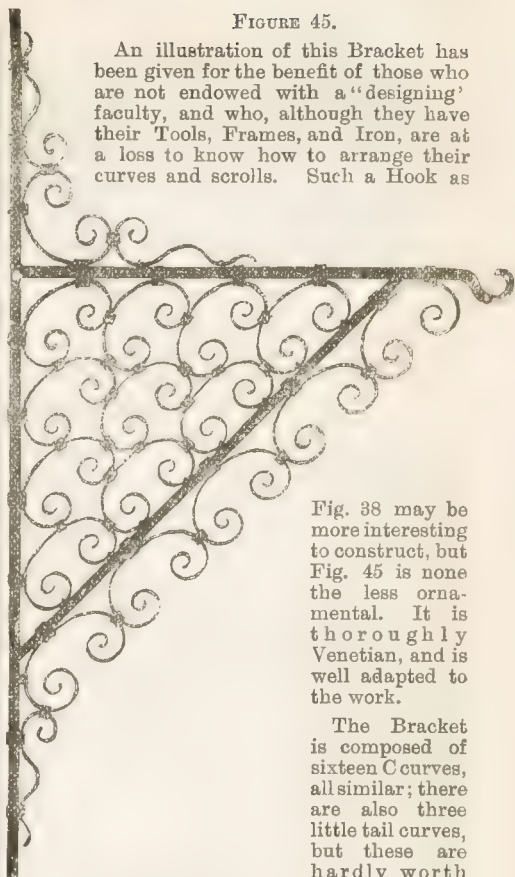 FIGURE 45.
An illustration of this Bracket has
been given for the benefit of those who
are not endowed with a "designing'
faculty, and who, although they have
their Tools, Frames, and Iron, are at
a loss to know how to arrange their
curves and scrolls. Such a Hook as
Fig. 38 may be
more interesting
to construct, but
Fig. 45 is none
the less orna-
mental. It is
thoroughly
Venetian, and is
well adapted to
the work.
The Bracket
is composed of
sixteen C curves,
all similar; there
are also three
little tail curves,
but these are
hardly worth